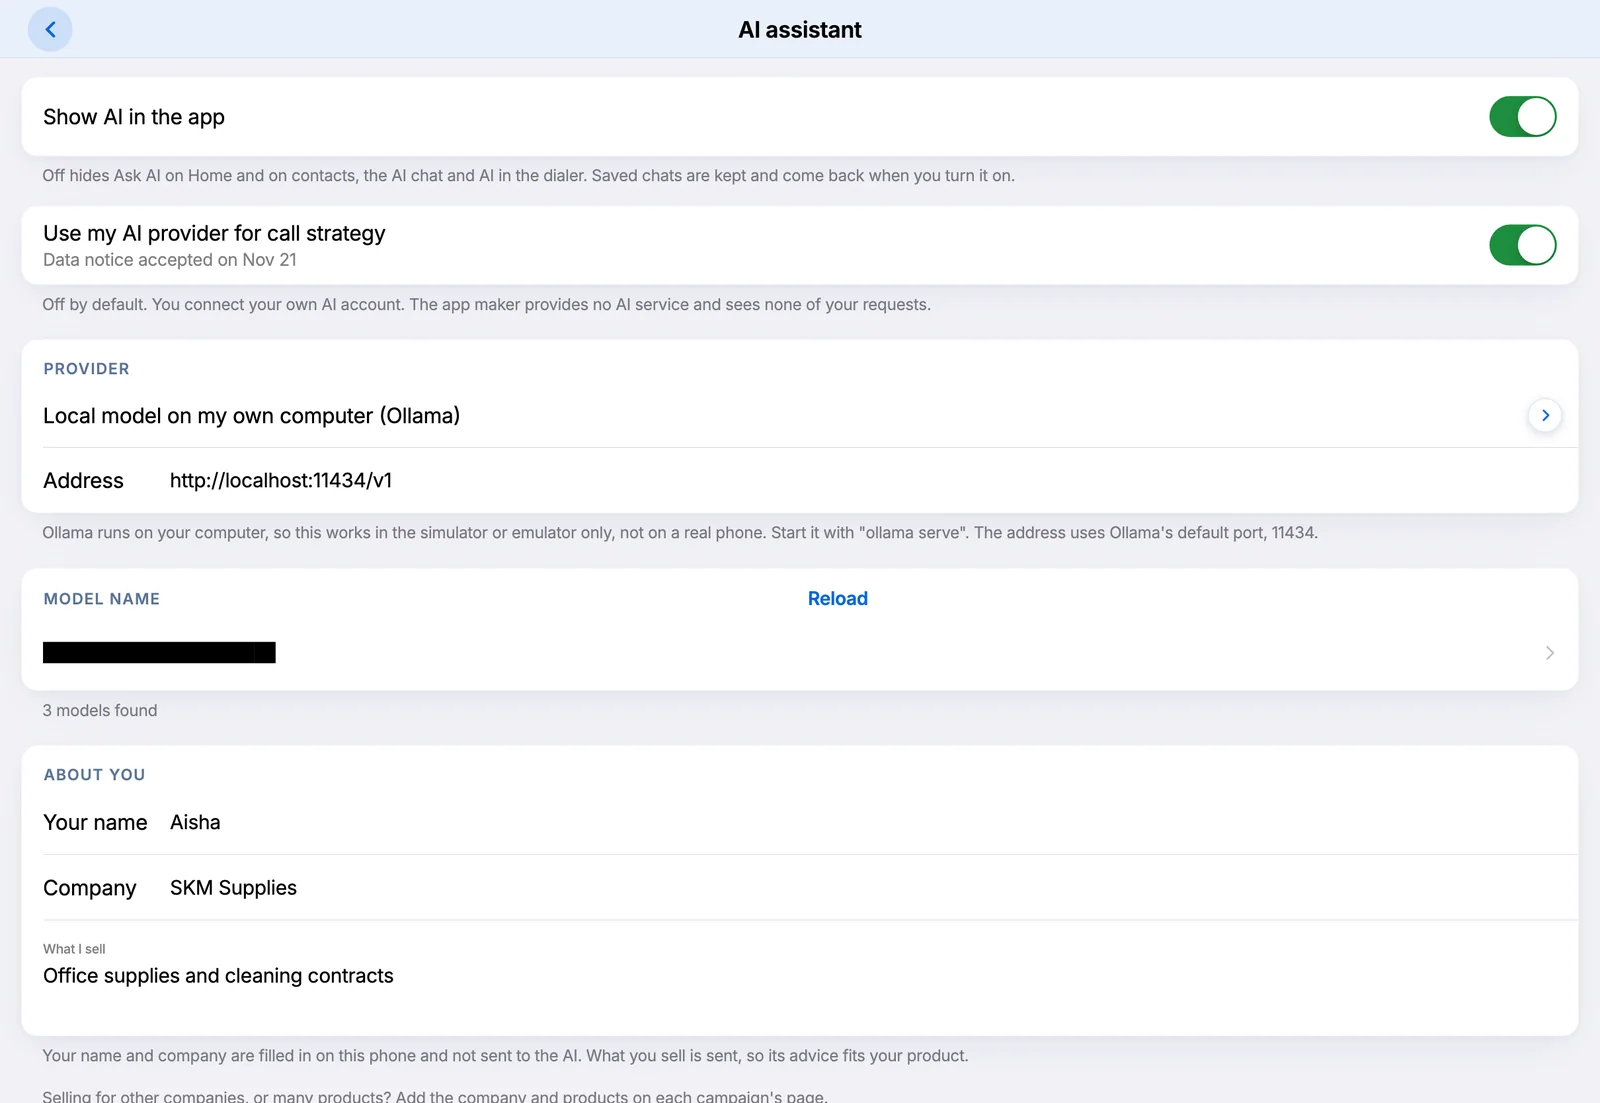 AI assistant
Show AI in the app
Off hides Ask AI on Home and on contacts, the AI chat and AI in the dialer. Saved chats are kept and come back when you turn it on.
Use my AI provider for call strategy
Data notice accepted on Nov 21
Off by default. You connect your own AI account. The app maker provides no AI service and sees none of your requests.
PROVIDER
Local model on my own computer (Ollama)
Address http://localhost:11434/v1
Ollama runs on your computer, so this works in the simulator or emulator only, not on a real phone. Start it with "ollama serve". The address uses Ollama's default port, 11434.
MODEL NAME Reload
3 models found
ABOUT YOU
Your name Aisha
Company SKM Supplies
What I sell
Office supplies and cleaning contracts
Your name and company are filled in on this phone and not sent to the AI. What you sell is sent, so its advice fits your product.
Selling for other companies, or many products? Add the company and products on each campaign's page.